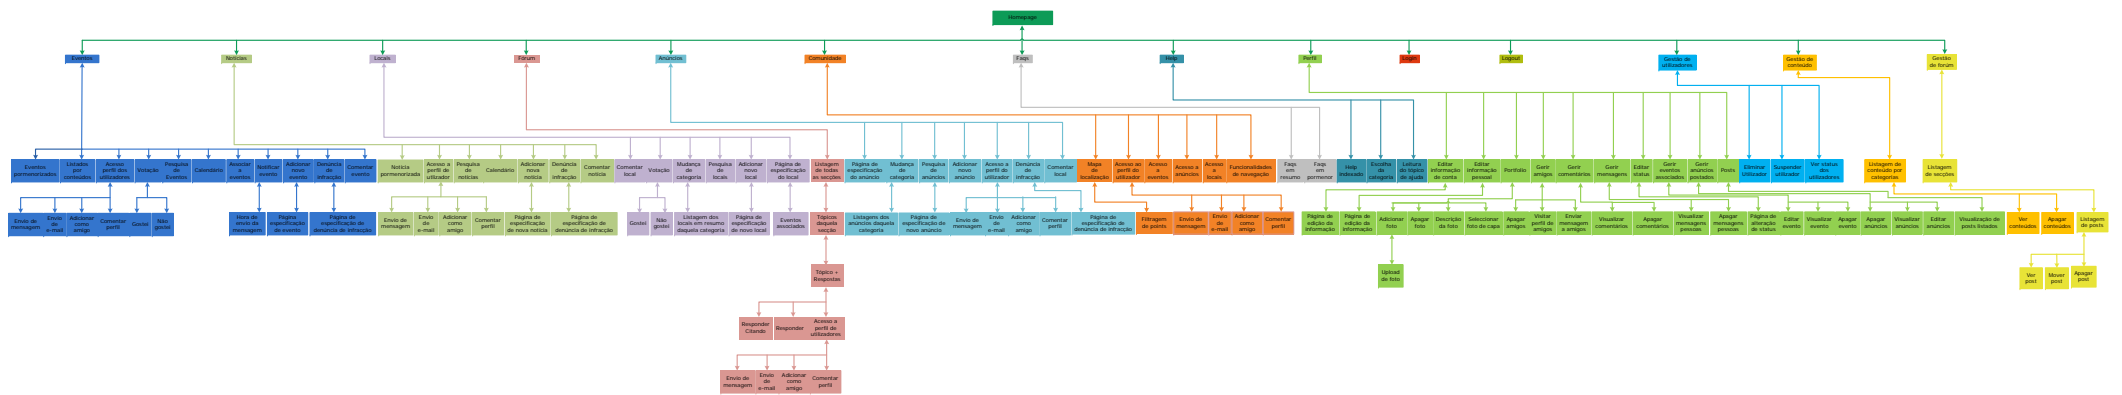 Homepage
Eventos
Notícias
Locais
Fórum
Anúncios
Comunidade
Faqs
Help
Perfil
Login
Logout
Gestão de
utilizadores
Gestão de
conteúdo
Gestão
de forúm
Eventos
pormenorizados
Listados
por
conteúdos
Acesso
perfil dos
utilizadores
Votação
Pesquisa
de
Eventos
Calendário
Associar
a
eventos
Notificar
evento
Adicionar
novo
evento
Denúncia
de
infracção
Comentar
evento
Notícia
pormenorizada
Acesso a
perfil de
utilizador
Pesquisa
de
notícias
Calendário
Adicionar
nova
notícia
Denúncia
de
infracção
Comentar
notícia
Comentar
local
Votação
Mudança
de
categoria
Pesquisa
de
locais
Adicionar
novo
local
Página de
especificação
do local
Listagem
de todas
as secções
Página de
especificação
do anúncio
Mudança
de
categoria
Pesquisa
de
anúncios
Adicionar
novo
anúncio
Acesso a
perfil do
utilizador
Denúncia
de
infracção
Comentar
local
Mapa
de
localização
Acesso ao
perfil do
utilizador
Acesso
a
eventos
Acesso a
anúncios
Acesso
a
locais
Funcionalidades
de navegação
Faqs
em
resumo
Faqs
em
pormenor
Help
indexado
Escolha
da
categoria
Leitura
do tópico
de ajuda
Editar
informação
de conta
Editar
informação
pessoal
Portfolio
Gerir
amigos
Gerir
comentários
Gerir
mensagens
Editar
status
Gerir
eventos
associados
Gerir
anúncios
postados
Posts
Eliminar
Utilizador
Suspender
utilizador
Ver status
dos
utilizadores
Listagem de
conteúdo por
categorias
Listagem
de secções
Envio de
mensagem
Envio
de
e-mail
Adicionar
como
amigo
Comentar
perfil
Gostei
Não
gostei
Hora de
envio de
mensagem
Página
especificação
de evento
Página de
especificação de
denúncia de infracção
Envio de
mensagem
Envio
de
e-mail
Adicionar
como
amigo
Comentar
perfil
Página de
especificação
de nova notícia
Página de
especificação de
denúncia de infracção
Gostei
Não
gostei
Listagem dos
locais em resumo
daquela categoria
Página de
especificação
de novo local
Eventos
associados
Tópicos
daquela
secção
Listagens dos
anúncios daquela
categoria
Página de
especificação de
novo anúncio
Envio de
mensagem
Envio
de
e-mail
Adicionar
como
amigo
Comentar
perfil
Página de
especificação de
denúncia de infracção
Filtragem
de points
Envio de
mensagem
Envio
de
e-mail
Adicionar
como
amigo
Comentar
perfil
Página de
edição da
informação
Página de
edição de
informação
Adicionar
foto
Apagar
foto
Descrição
da foto
Seleccionar
foto de capa
Apagar
amigos
Visitar
perfil de
amigos
Enviar
mensagem
a amigos
Visualizar
comentários
Apagar
comentários
Visualizar
mensagens
pessoas
Apagar
mensagens
pessoas
Página de
alteração
de status
Editar
evento
Visualizar
evento
Apagar
evento
Apagar
anúncios
Visualizar
anúncios
Editar
anúncios
Visualização de
posts listados
Ver
conteúdos
Apagar
conteúdos
Listagem
de posts
Tópico +
Respostas
Upload
de foto
Ver
post
Mover
post
Apagar
post
Responder
Citando
Responder
Acesso a
perfil de
utilizadores
Envio de
mensagem
Envio
de
e-mail
Adicionar
como
amigo
Comentar
perfil